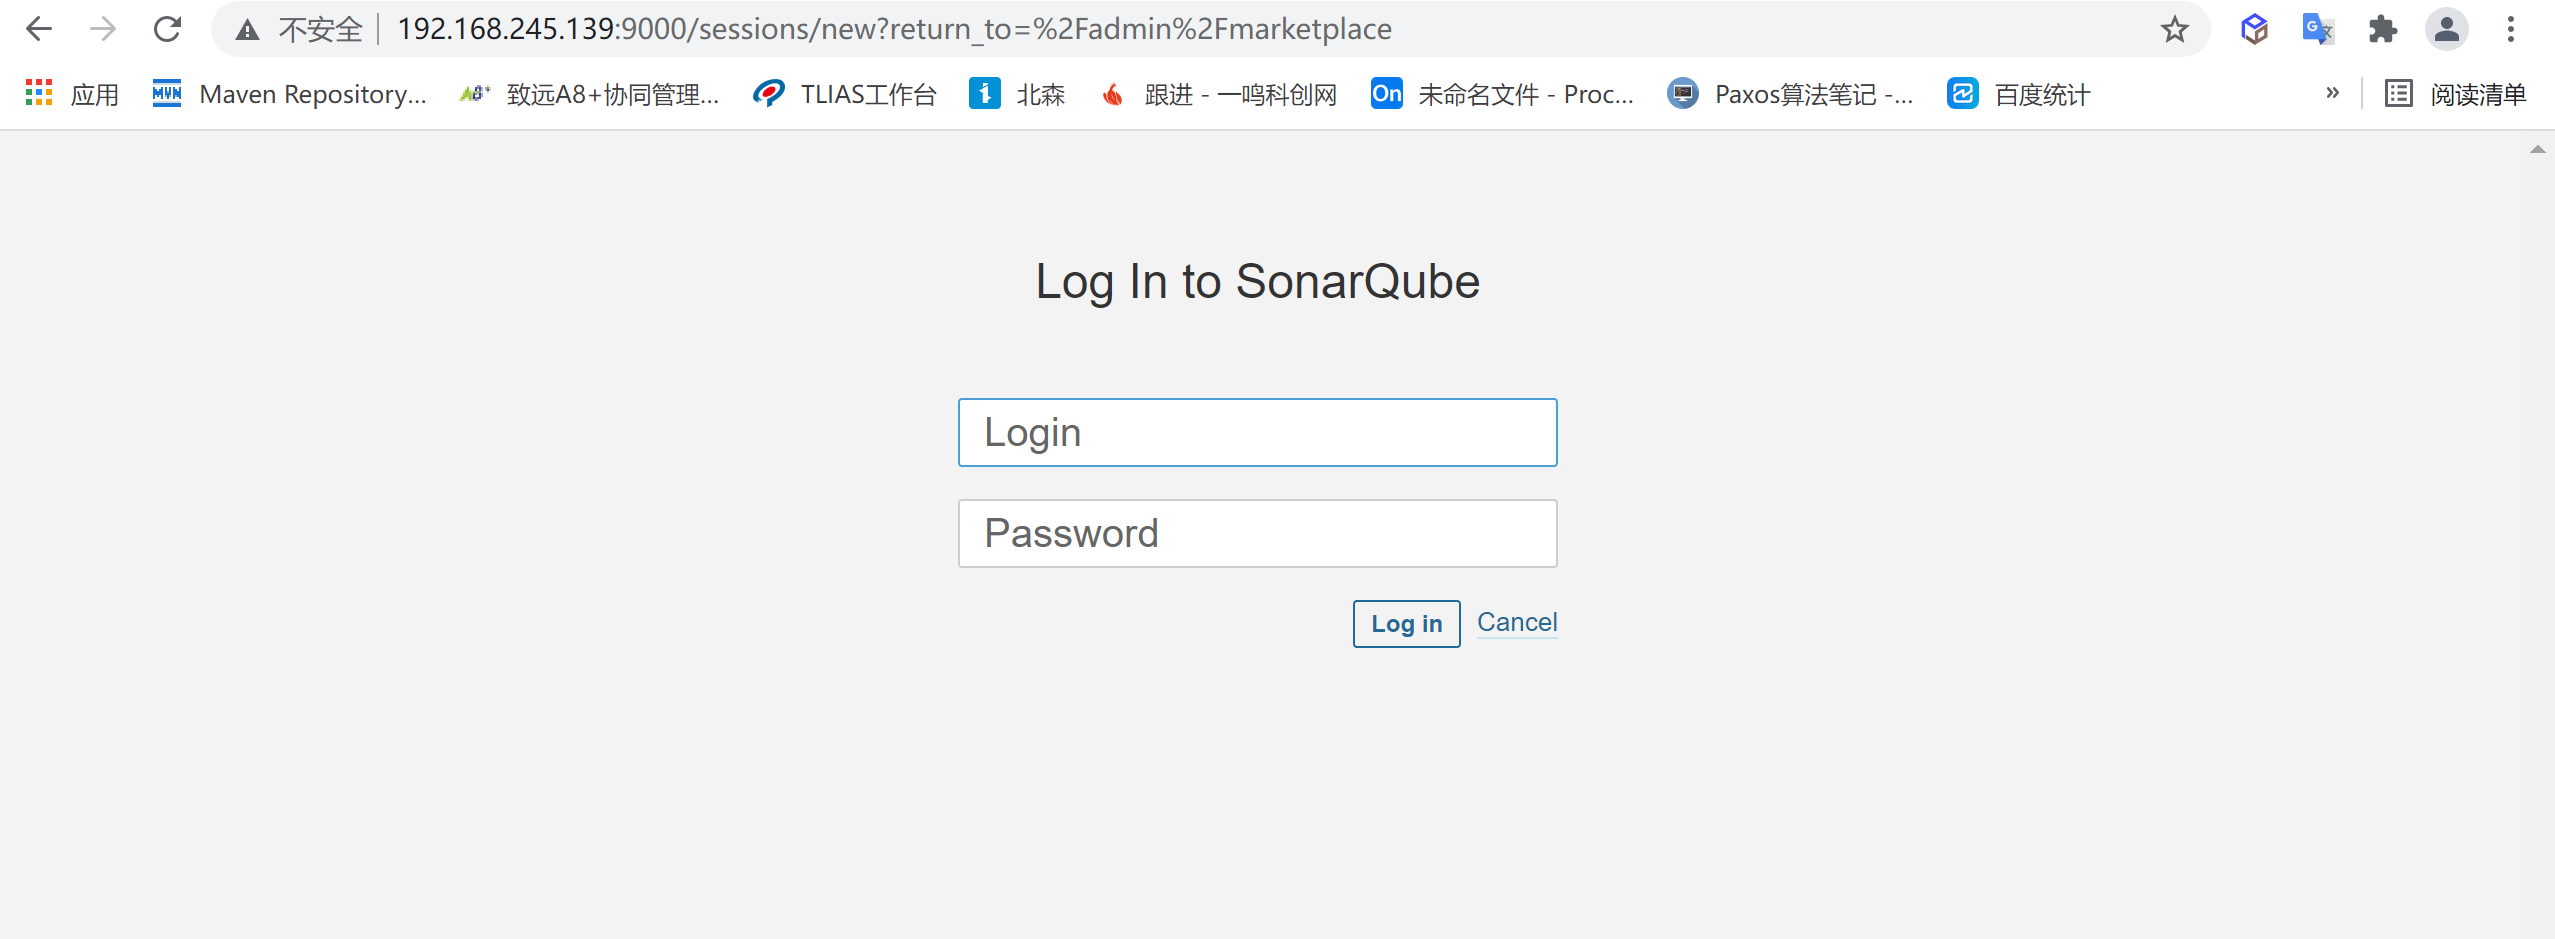 不安全 192.168.245.139:9000/sessions/new?return_to=%2Fadmin%2Fmarketplace
应用 Maven Repository... 致远A8+协同管理... TLIAS工作台 北森 跟进 - 一鸣科创网 On 未命名文件 - Proc... Paxos算法笔记 -... 百度统计 » 阅读清单
Log In to SonarQube
Login
Password
Log in Cancel